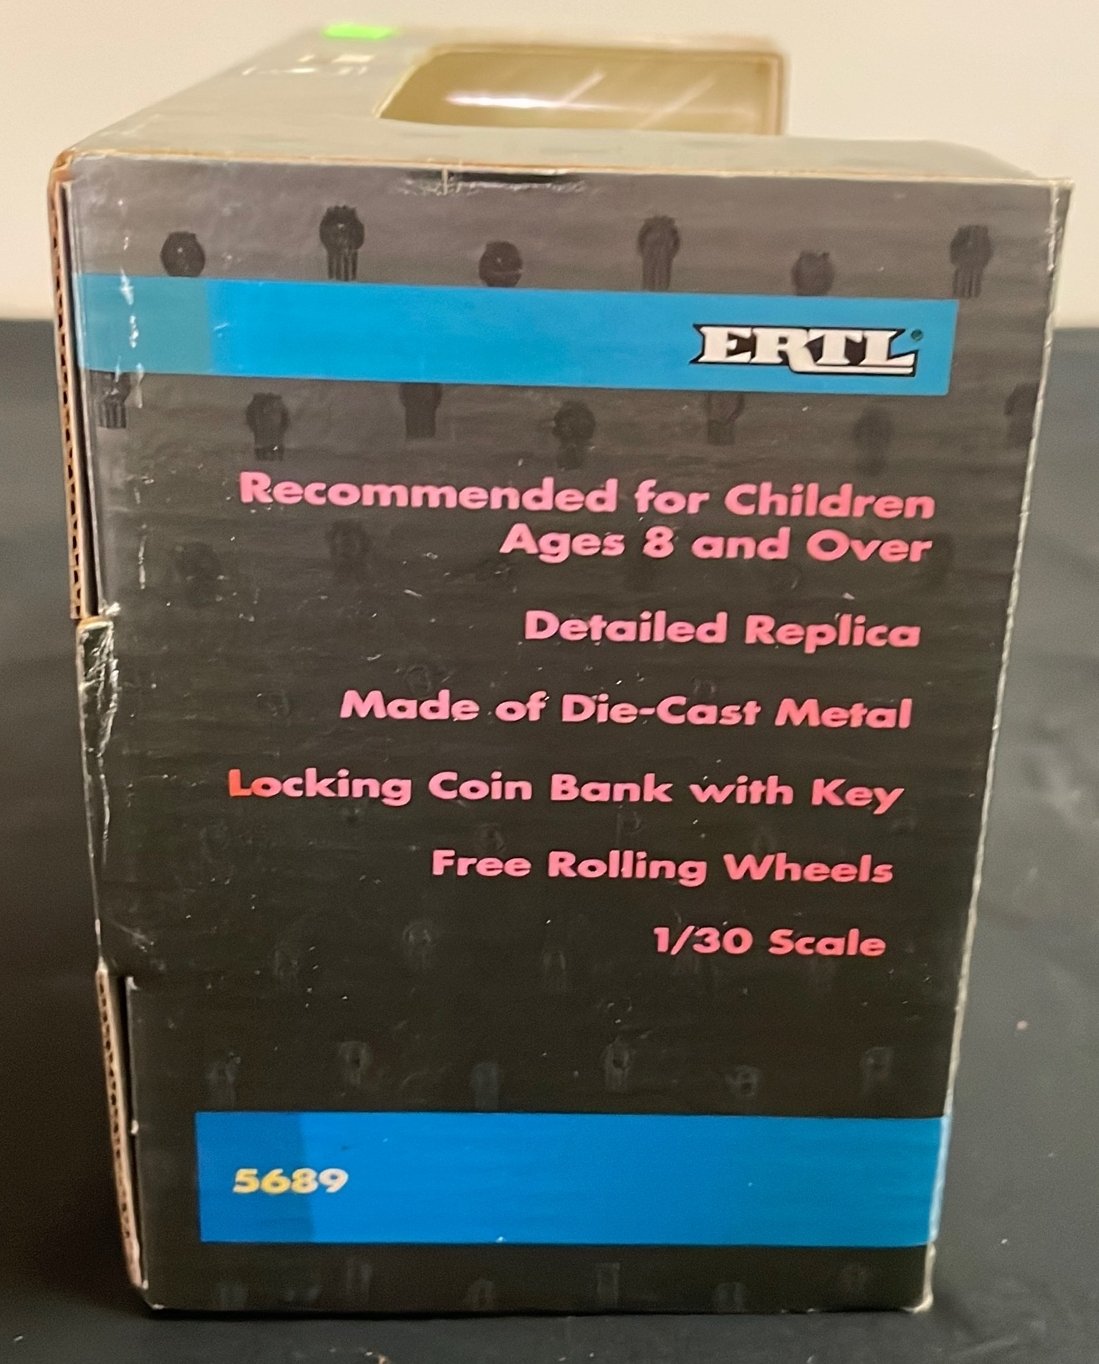 ERTL®
Recommended for Children
Ages 8 and Over
Detailed Replica
Made of Die-Cast Metal
Locking Coin Bank with Key
Free Rolling Wheels
1/30 Scale
5689